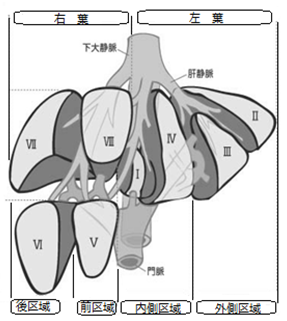 右葉
左葉
下大静脈
肝静脈
Ⅱ
Ⅶ
Ⅷ
Ⅳ
Ⅲ
Ⅰ
Ⅵ
Ⅴ
門脈
後区域
前区域
内側区域
外側区域